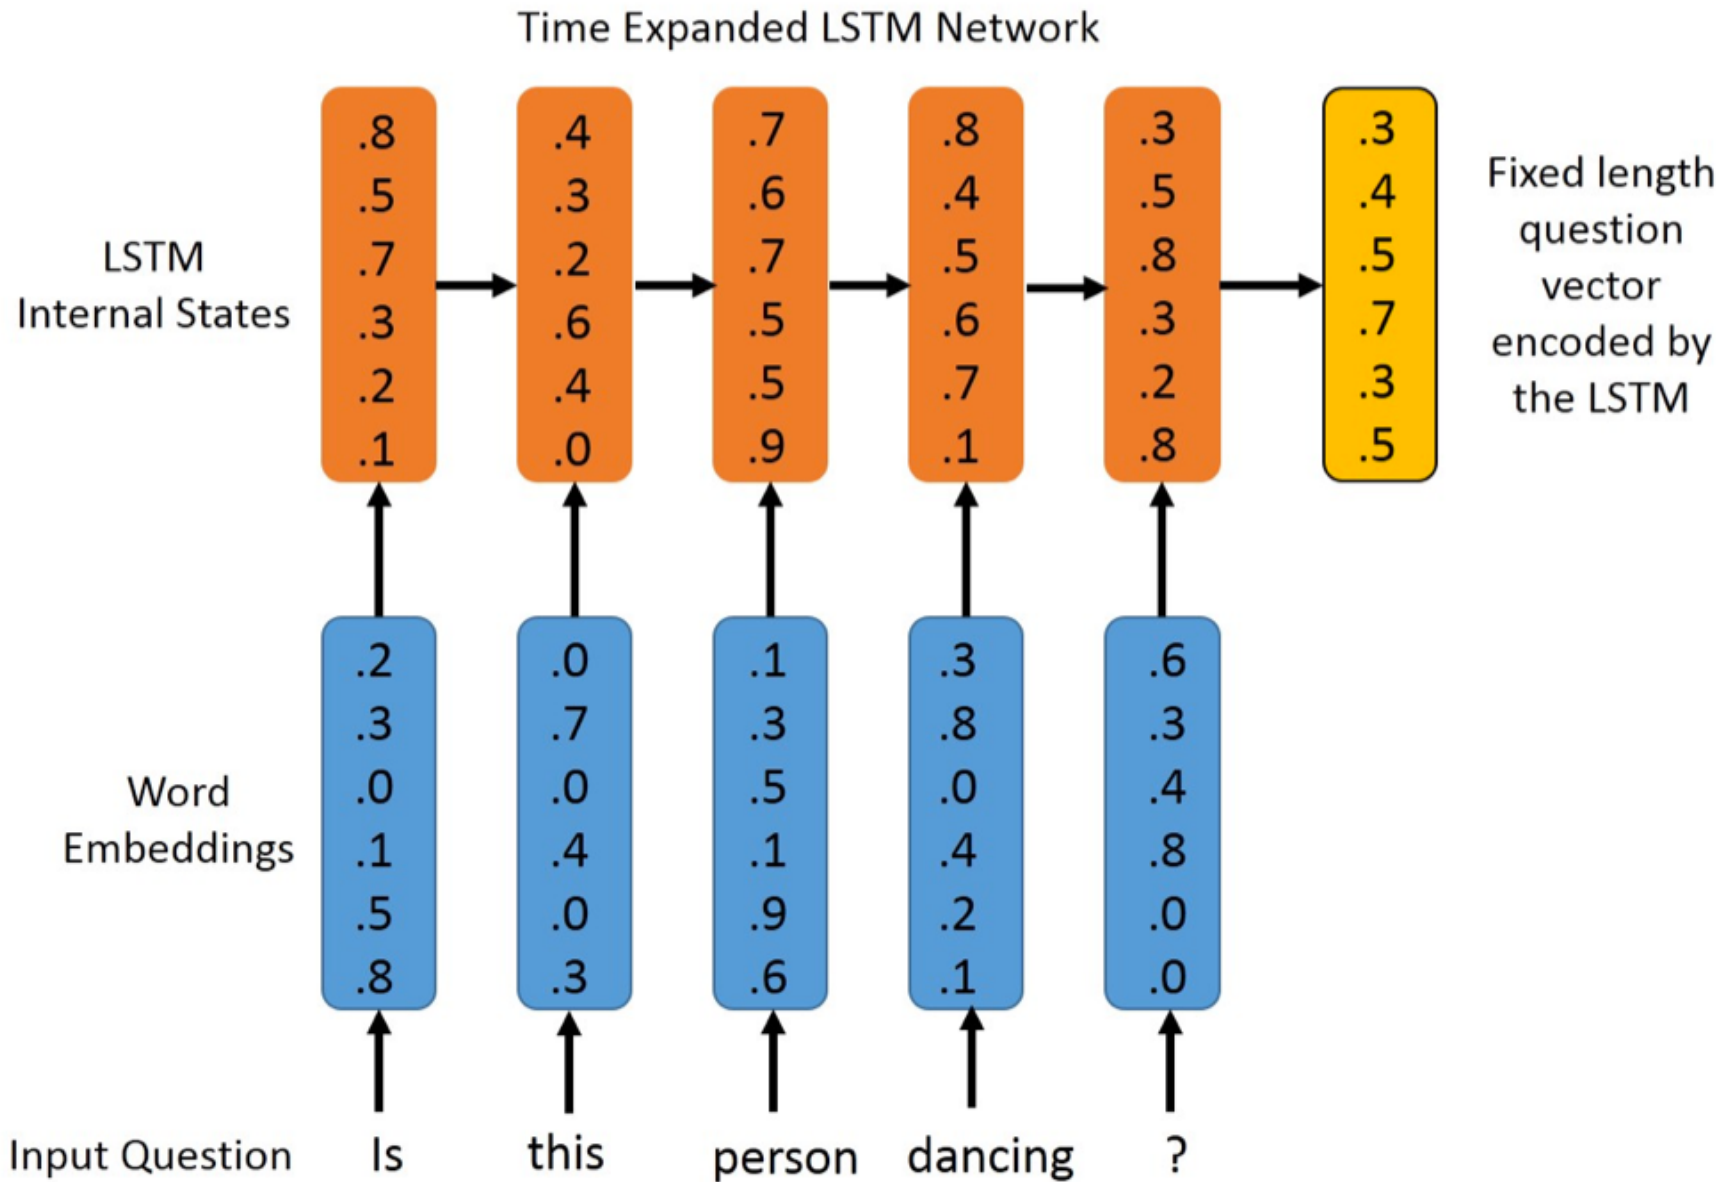 Time Expanded LSTM Network
.8 .4 .7 .8 .3 .3
.5 .3 .6 .4 .5 .4
.7 .2 .7 .5 .8 .5
.3 .6 .5 .6 .3 .7
.2 .4 .5 .7 .2 .3
.1 .0 .9 .1 .8 .5
LSTM
Internal States
Fixed length
question
vector
encoded by
the LSTM
.2 .0 .1 .3 .6
.3 .7 .3 .8 .3
.0 .0 .5 .0 .4
.1 .4 .1 .4 .8
.5 .0 .9 .2 .0
.8 .3 .6 .1 .0
Word
Embeddings
Input Question Is this person dancing ?